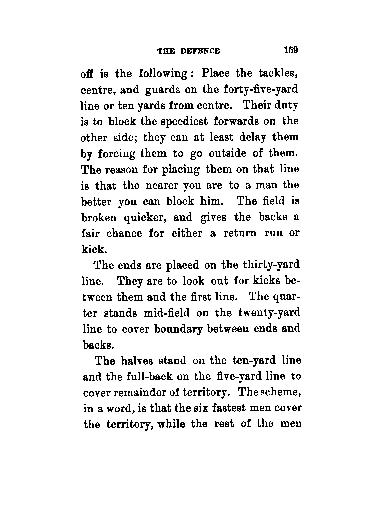 THE DEFENCE 159
off is the following: Place the tackles,
centre, and guards on the forty-five-yard
line or ten yards from centre. Their duty
is to block the speediest forwards on the
other side; they can at least delay them
by forcing them to go outside of them.
The reason for placing them on that line
is that the nearer you are to a man the
better you can block him. The field is
broken quicker, and gives the backs a
fair chance for either a return run or
kick.
The ends are placed on the thirty-yard
line. They are to look out for kicks be-
tween them and the first line. The quar-
ter stands mid-field on the twenty-yard
line to cover boundary between ends and
backs.
The halves stand on the ten-yard line
and the full-back on the five-yard line to
cover remainder of territory. The scheme,
in a word, is that the six fastest men cover
the territory, while the rest of the men